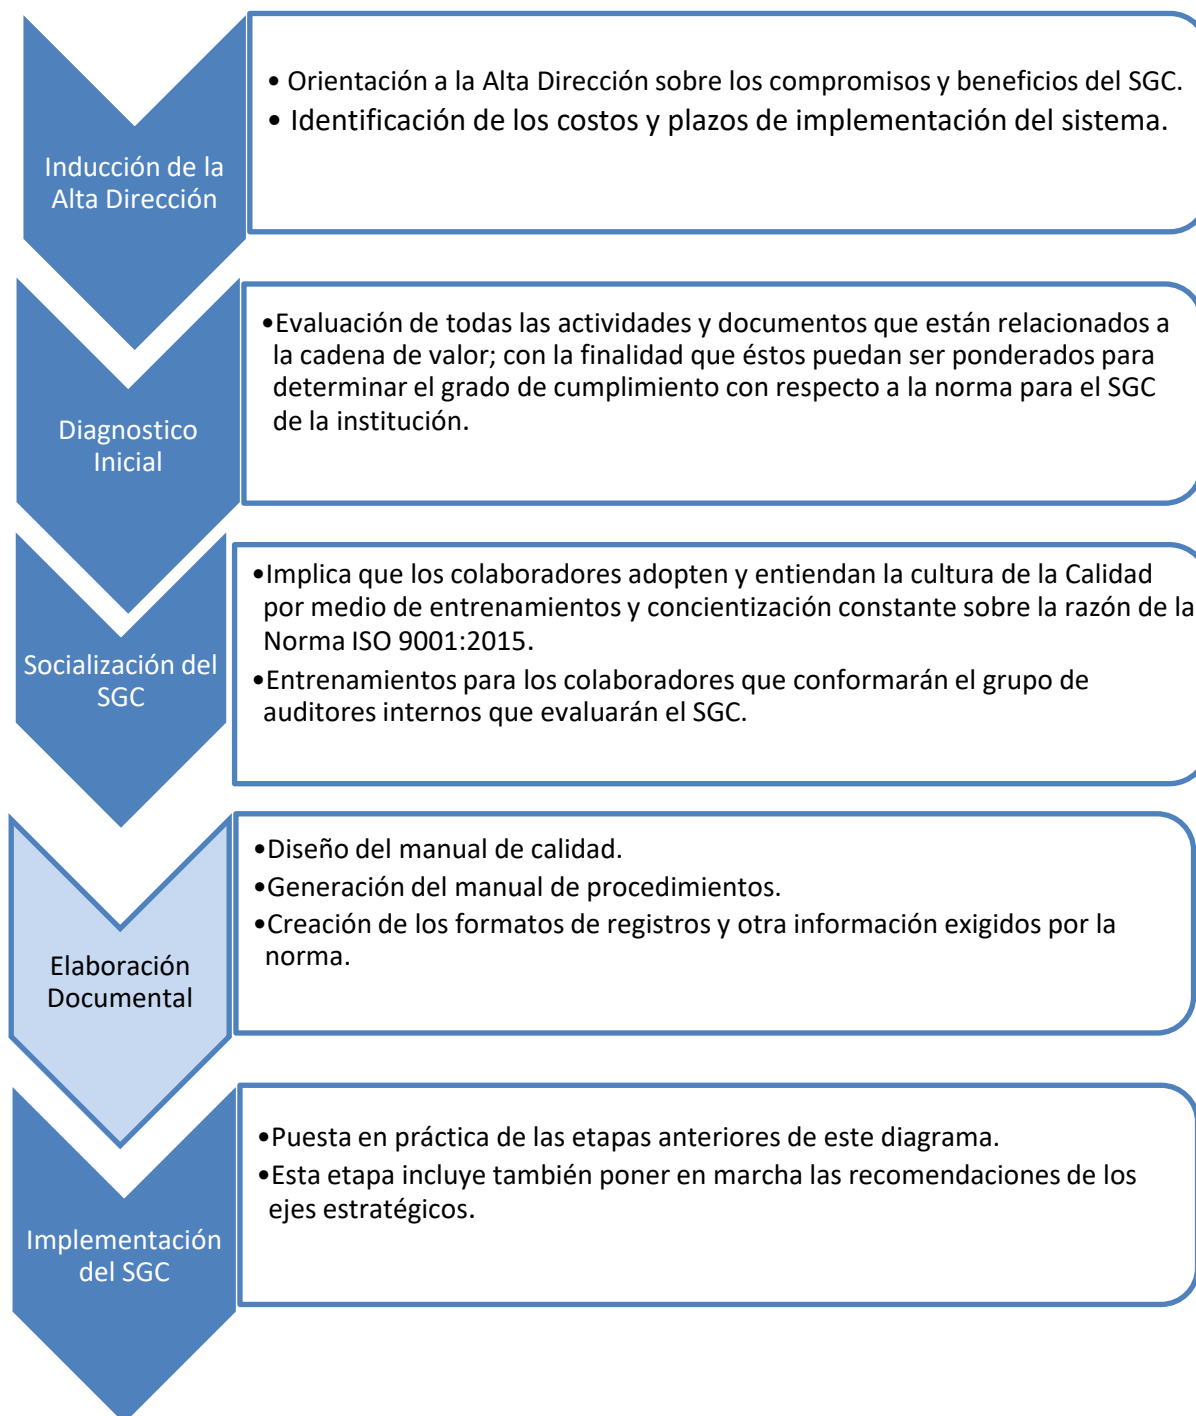 Inducción de la
Alta Dirección
• Orientación a la Alta Dirección sobre los compromisos y beneficios del SGC.
• Identificación de los costos y plazos de implementación del sistema.
Diagnostico
Inicial
•Evaluación de todas las actividades y documentos que están relacionados a
la cadena de valor; con la finalidad que éstos puedan ser ponderados para
determinar el grado de cumplimiento con respecto a la norma para el SGC
de la institución.
Socialización del
SGC
•Implica que los colaboradores adopten y entiendan la cultura de la Calidad
por medio de entrenamientos y concientización constante sobre la razón de la
Norma ISO 9001:2015.
•Entrenamientos para los colaboradores que conformarán el grupo de
auditores internos que evaluarán el SGC.
Elaboración
Documental
•Diseño del manual de calidad.
•Generación del manual de procedimientos.
•Creación de los formatos de registros y otra información exigidos por la
norma.
Implementación
del SGC
•Puesta en práctica de las etapas anteriores de este diagrama.
•Esta etapa incluye también poner en marcha las recomendaciones de los
ejes estratégicos.